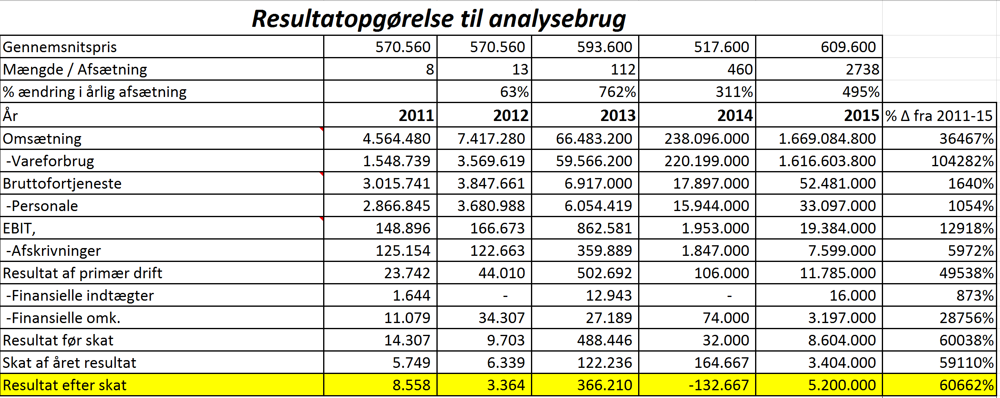 Resultatopgørelse til analysebrug
Gennemsnitspris 570.560 570.560 593.600 517.600 609.600
Mængde / Afsætning 8 13 112 460 2738
% ændring i årlig afsætning 63% 762% 311% 495%
År 2011 2012 2013 2014 2015 % Δ fra 2011-15
Omsætning 4.564.480 7.417.280 66.483.200 238.096.000 1.669.084.800 36467%
-Vareforbrug 1.548.739 3.569.619 59.566.200 220.199.000 1.616.603.800 104282%
Bruttofortjeneste 3.015.741 3.847.661 6.917.000 17.897.000 52.481.000 1640%
-Personale 2.866.845 3.680.988 6.054.419 15.944.000 33.097.000 1054%
EBIT, 148.896 166.673 862.581 1.953.000 19.384.000 12918%
-Afskrivninger 125.154 122.663 359.889 1.847.000 7.599.000 5972%
Resultat af primær drift 23.742 44.010 502.692 106.000 11.785.000 49538%
-Finansielle indtægter 1.644 - 12.943 - 16.000 873%
-Finansielle omk. 11.079 34.307 27.189 74.000 3.197.000 28756%
Resultat før skat 14.307 9.703 488.446 32.000 8.604.000 60038%
Skat af året resultat 5.749 6.339 122.236 164.667 3.404.000 59110%
Resultat efter skat 8.558 3.364 366.210 -132.667 5.200.000 60662%